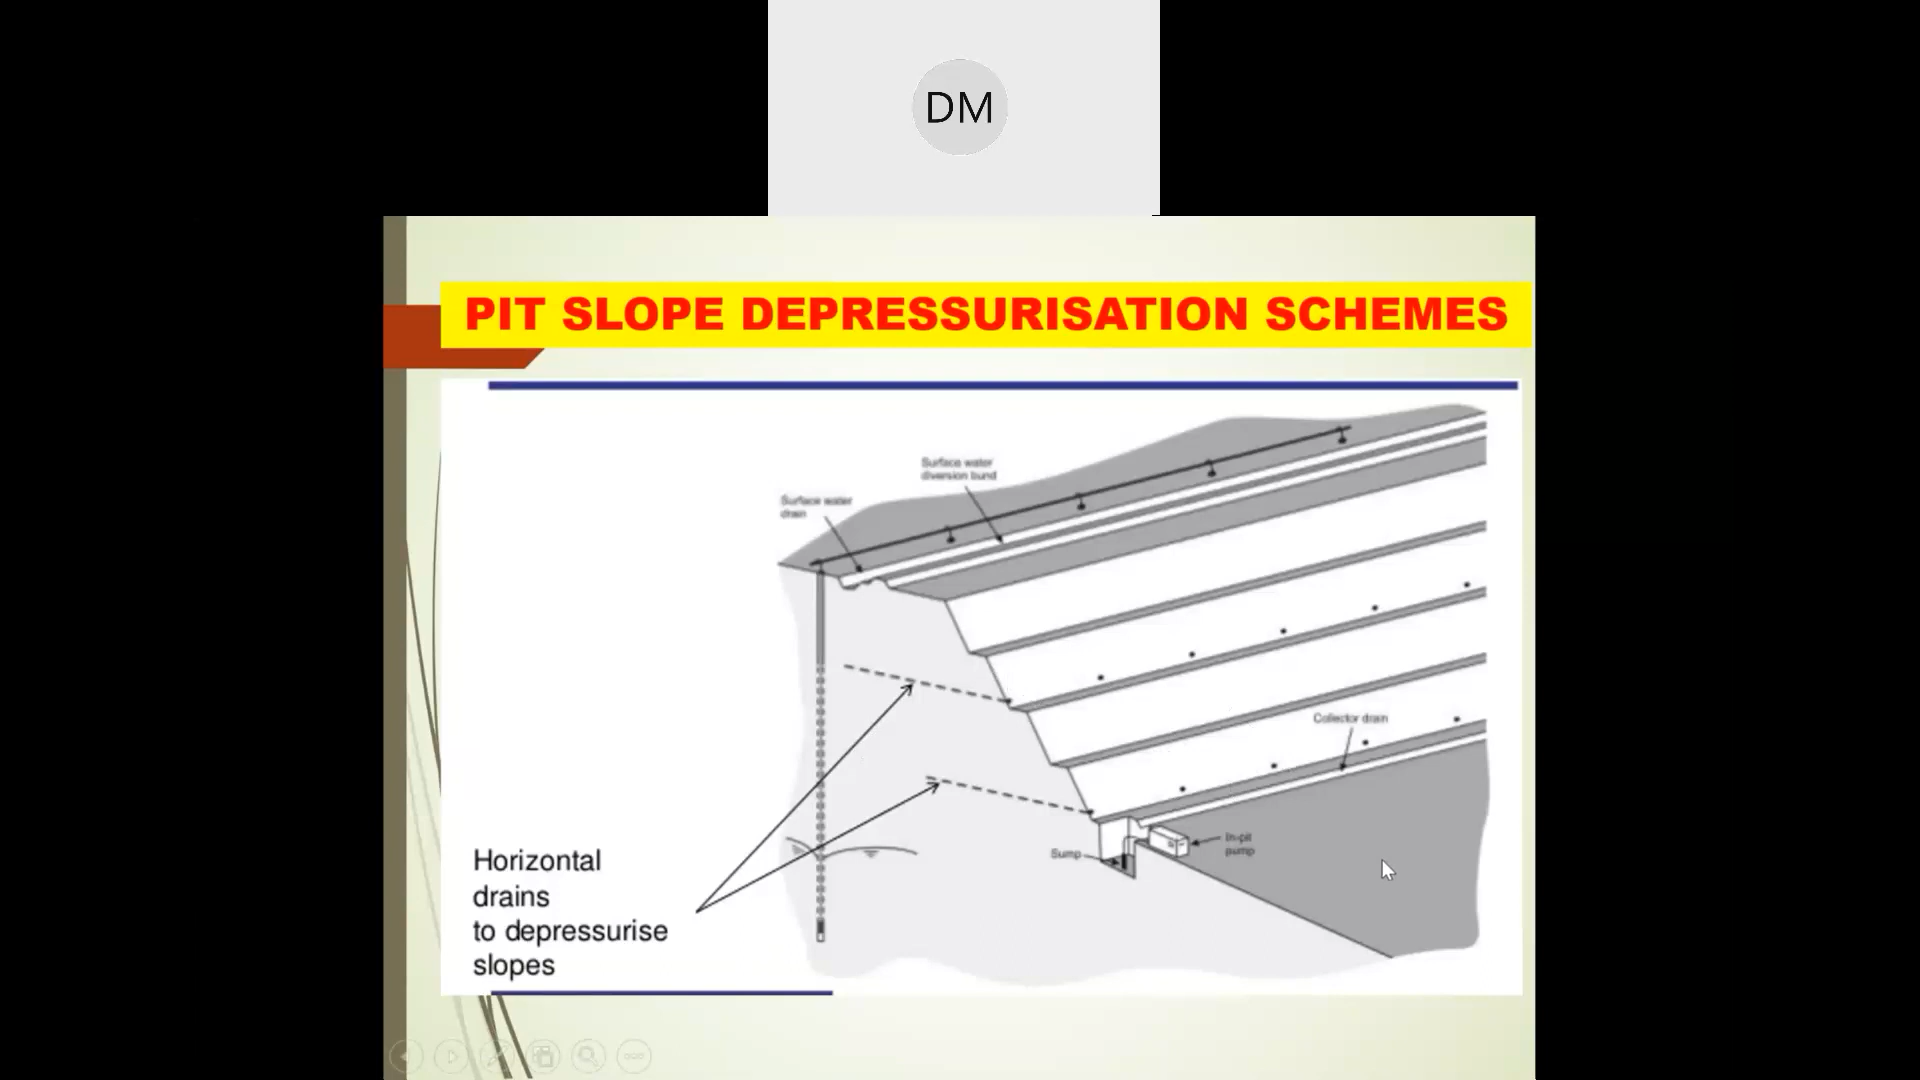 DM
PIT SLOPE DEPRESSURISATION SCHEMES
Surface water
diversion bund
Surface water
drain
Collector drain
In-pit
pump
Sump
Horizontal
drains
to depressurise
slopes